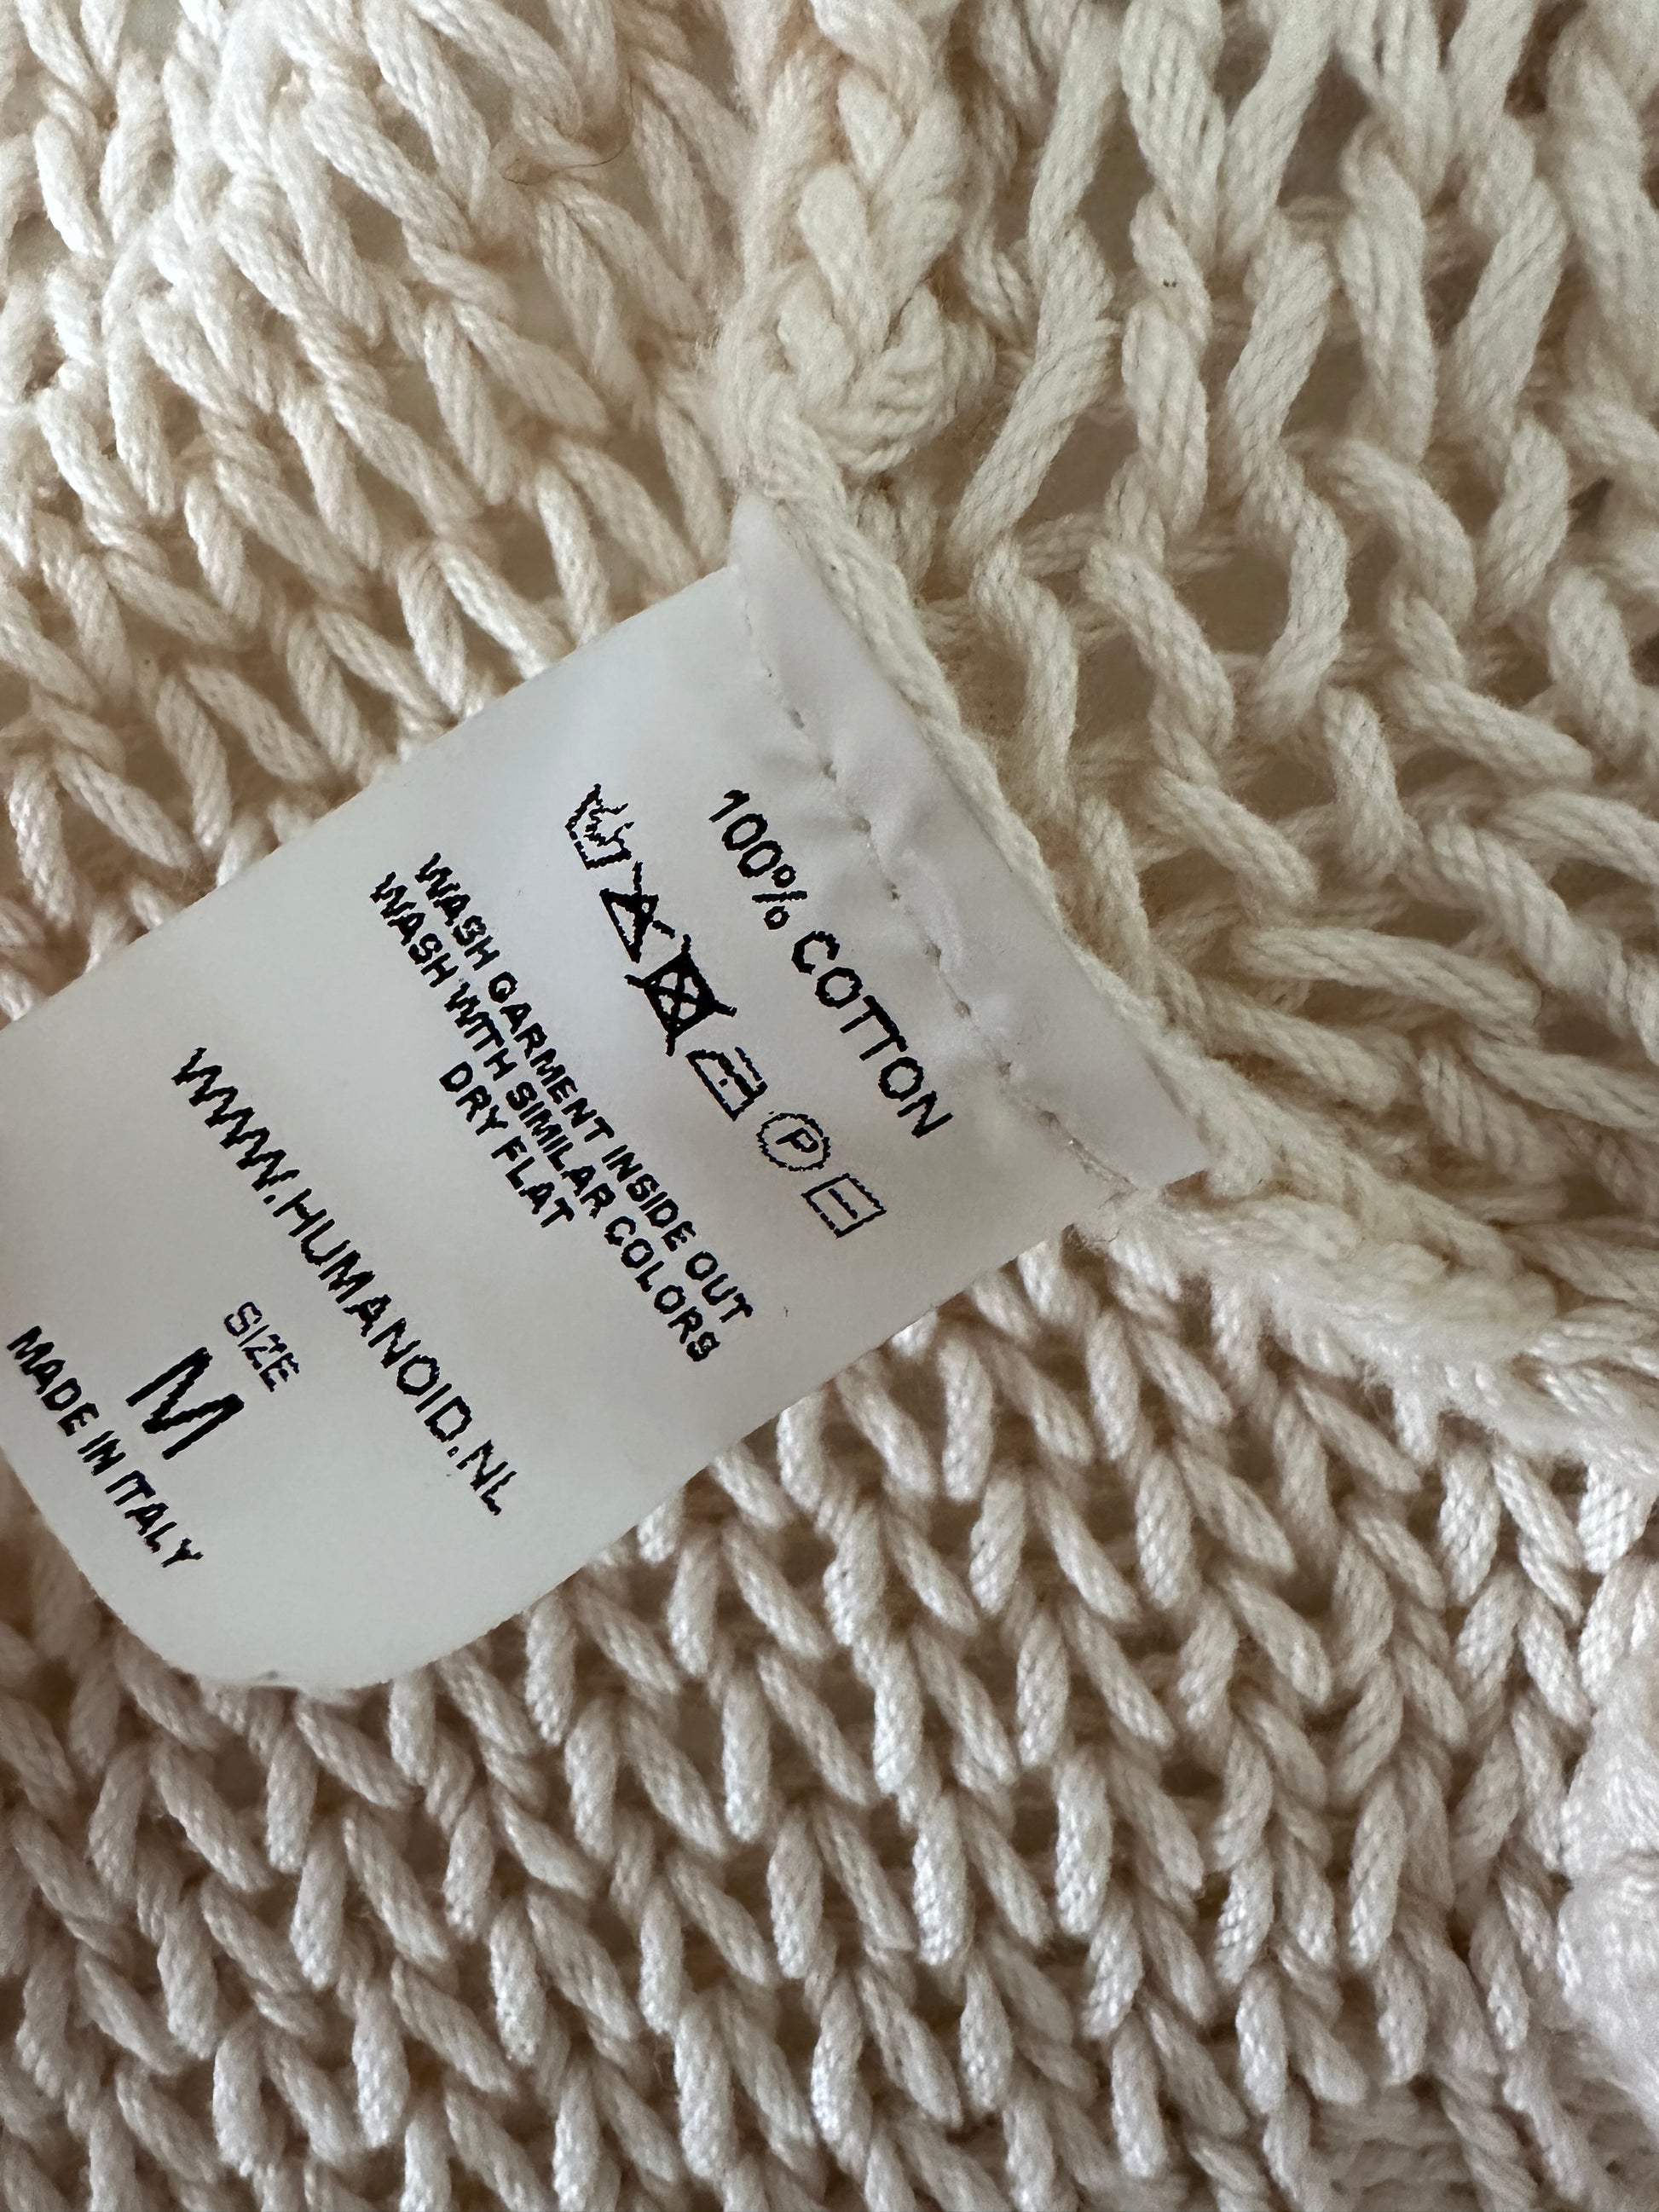 100% COTTON
P
WASH GARMENT INSIDE OUT
WASH WITH SIMILAR COLORS
DRY FLAT
WWW.HUMANOID.NL
SIZE
M
MADE IN ITALY